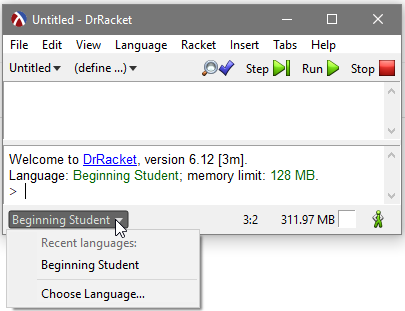 Untitled - DrRacket
File Edit View Language Racket Insert Tabs Help
Untitled (define ...) Step Run Stop
Welcome to DrRacket, version 6.12 [3m].
Language: Beginning Student; memory limit: 128 MB.
>
Beginning Student 3:2 311.97 MB
Recent languages:
Beginning Student
Choose Language...